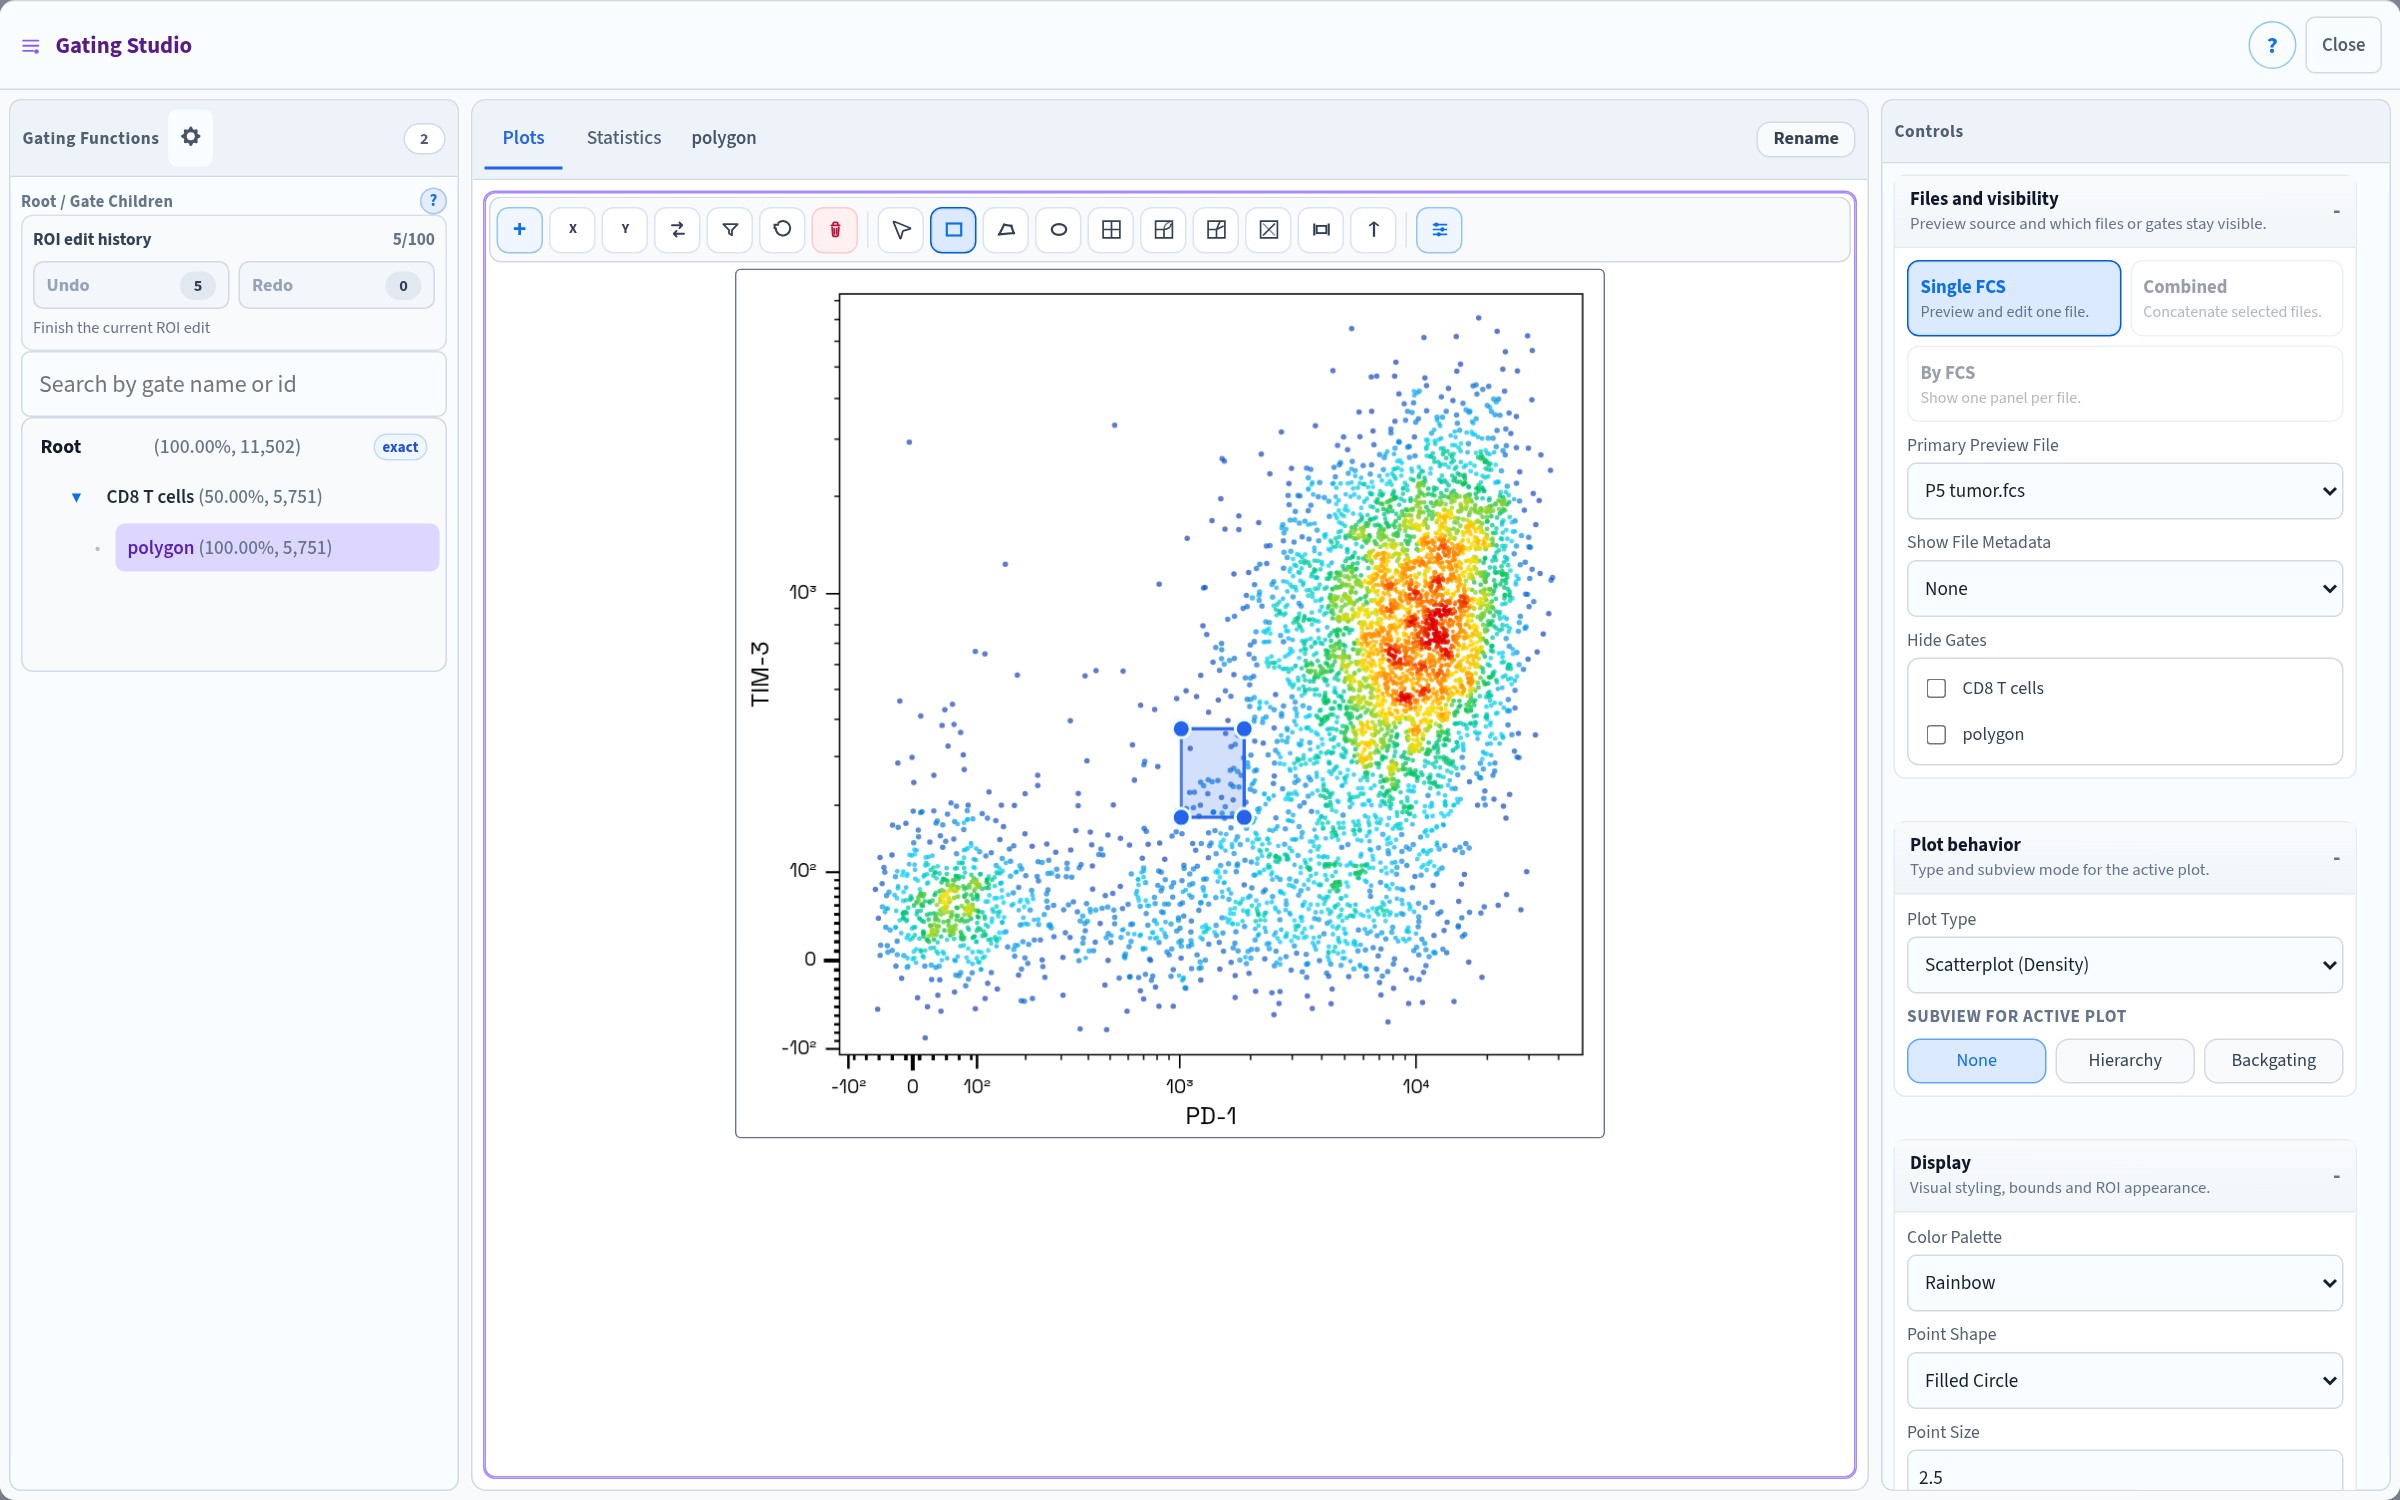 Gating Studio
?
Close
Gating Functions
2
Root / Gate Children
?
ROI edit history
5/100
Undo
5
Redo
0
Finish the current ROI edit
Search by gate name or id
Root
(100.00%, 11,502)
exact
CD8 T cells (50.00%, 5,751)
polygon (100.00%, 5,751)
Plots
Statistics
polygon
Rename
+
X
Y
TIM-3
10³
10²
0
-10²
-10²
0
10²
10³
10⁴
PD-1
Controls
Files and visibility
Preview source and which files or gates stay visible.
-
Single FCS
Preview and edit one file.
Combined
Concatenate selected files.
By FCS
Show one panel per file.
Primary Preview File
P5 tumor.fcs
Show File Metadata
None
Hide Gates
CD8 T cells
polygon
Plot behavior
Type and subview mode for the active plot.
-
Plot Type
Scatterplot (Density)
SUBVIEW FOR ACTIVE PLOT
None
Hierarchy
Backgating
Display
Visual styling, bounds and ROI appearance.
-
Color Palette
Rainbow
Point Shape
Filled Circle
Point Size
2.5